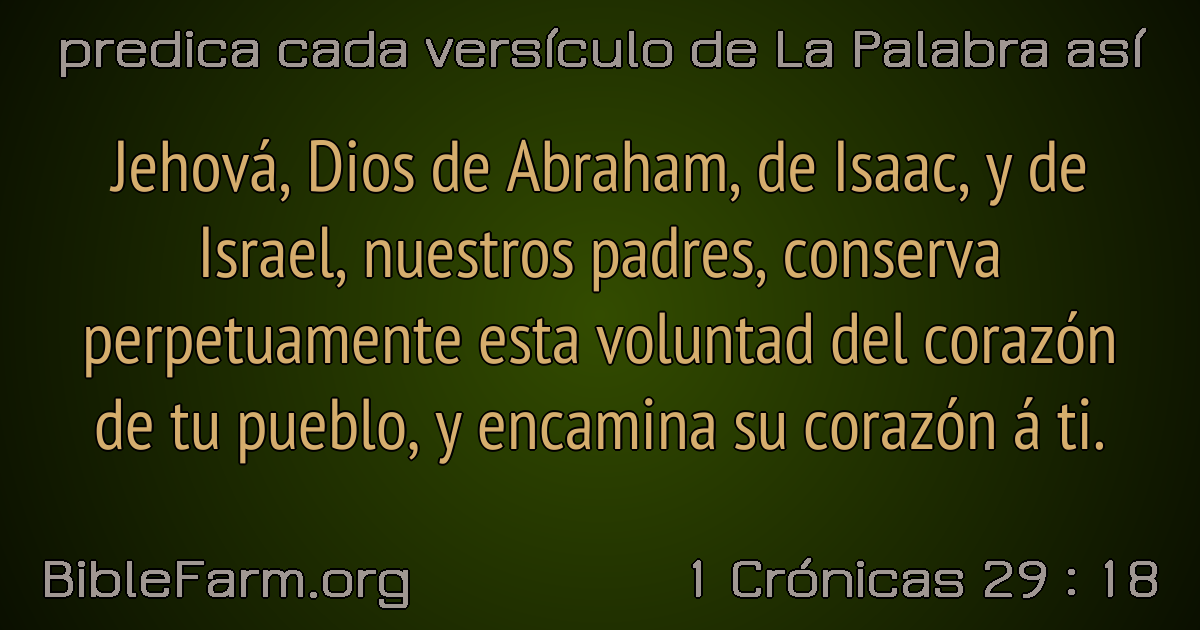 predica cada versículo de La Palabra así
Jehová, Dios de Abraham, de Isaac, y de
Israel, nuestros padres, conserva
perpetuamente esta voluntad del corazón
de tu pueblo, y encamina su corazón á ti.
BibleFarm.org
1 Crónicas 29 : 18